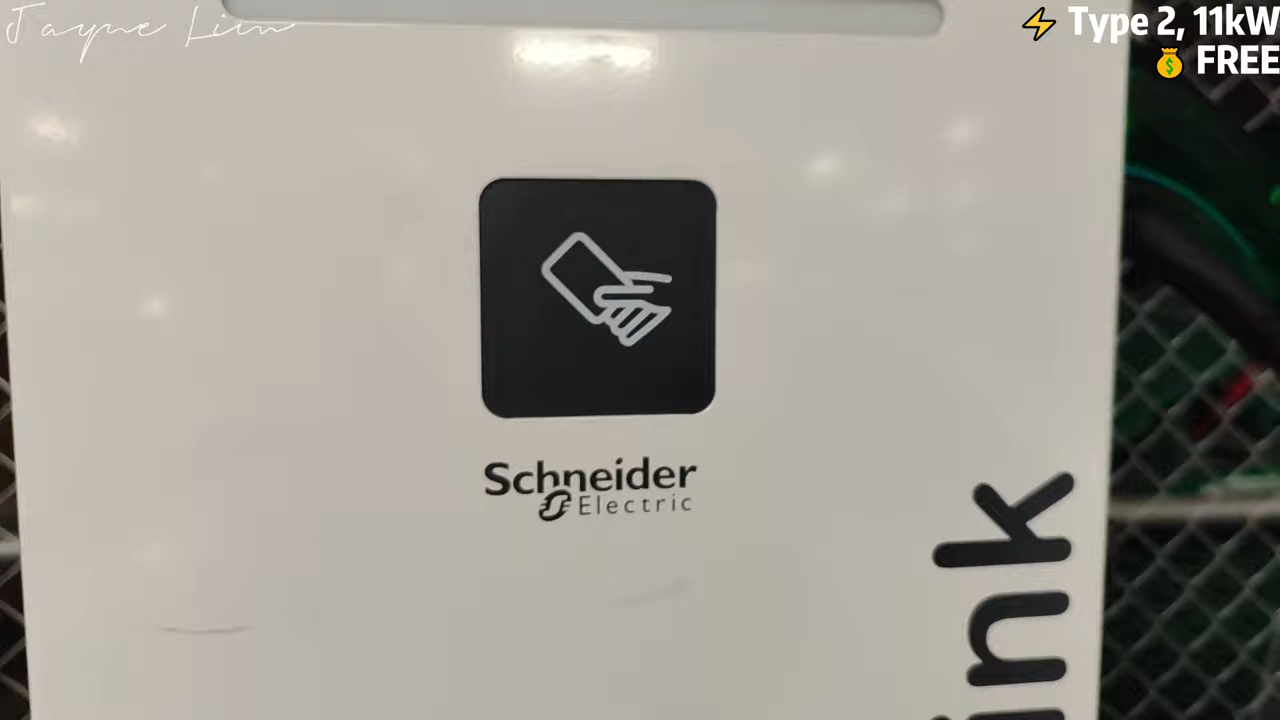 Jayne Lim
⚡ Type 2, 11kW
💰 FREE
Schneider
Electric
ink